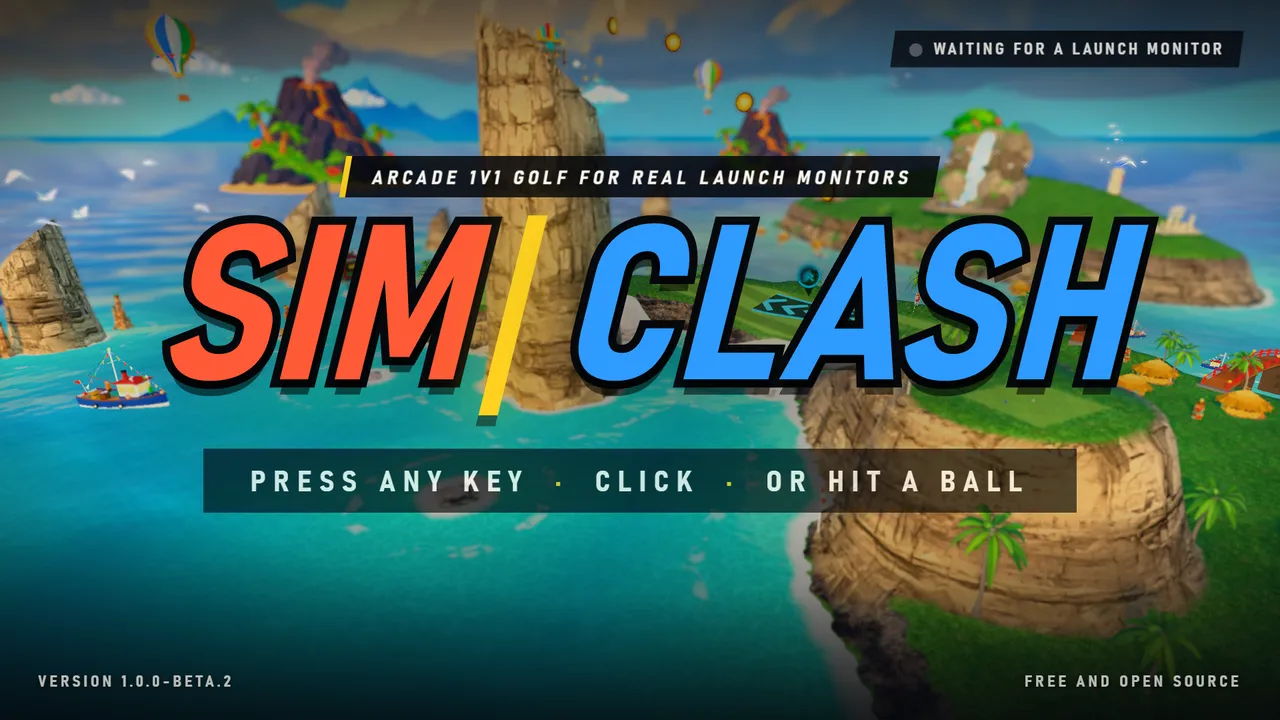 WAITING FOR A LAUNCH MONITOR
ARCADE 1V1 GOLF FOR REAL LAUNCH MONITORS
SIM/CLASH
PRESS ANY KEY · CLICK · OR HIT A BALL
VERSION 1.0.0-BETA.2
FREE AND OPEN SOURCE